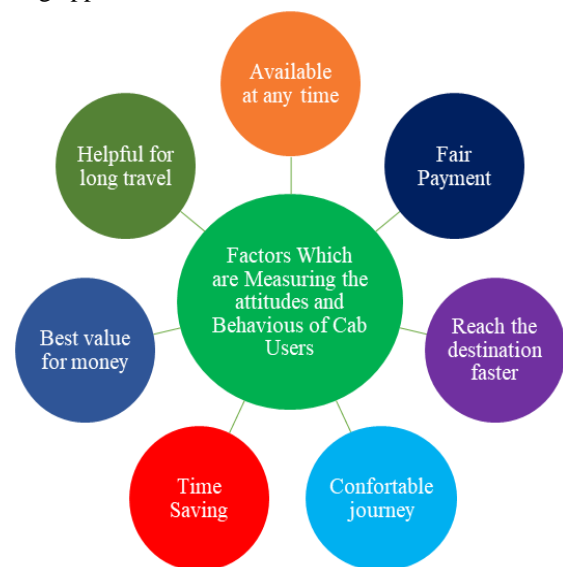 Available
at any time
Helpful for
long travel
Fair
Payment
Factors Which
are Measuring the
attitudes and
Behavious of Cab
Users
Best value
for money
Reach the
destination
faster
Time
Saving
Confortable
journey